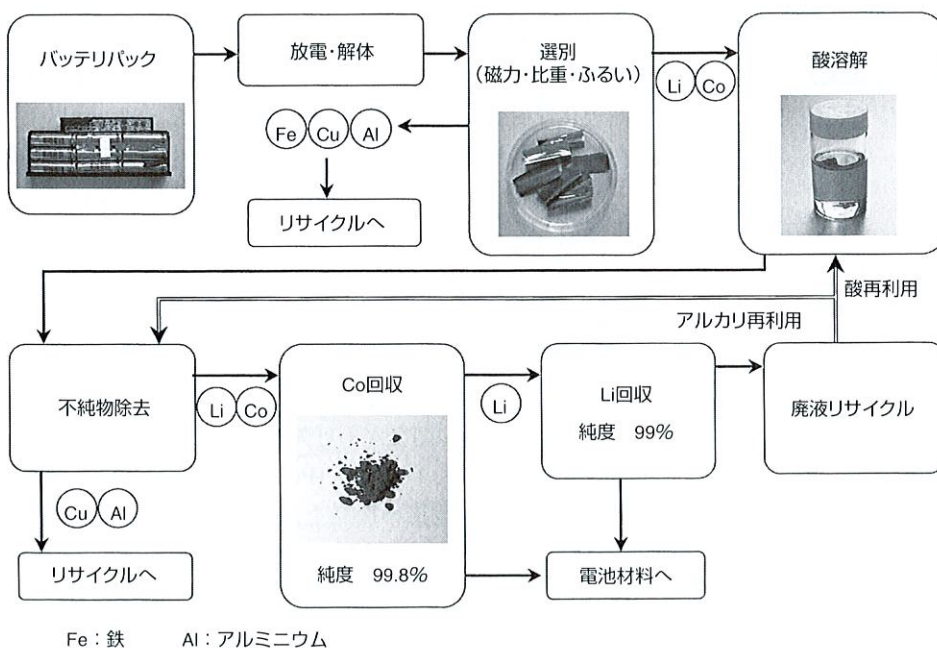 バッテリパック
放電・解体
選別
(磁力・比重・ふるい)
Li Co
酸溶解
Fe Cu Al
リサイクルへ
酸再利用
アルカリ再利用
不純物除去
Li Co
Co回収
純度 99.8%
Li
Li回収
純度 99%
廃液リサイクル
Cu Al
リサイクルへ
電池材料へ
Fe:鉄 Al:アルミニウム